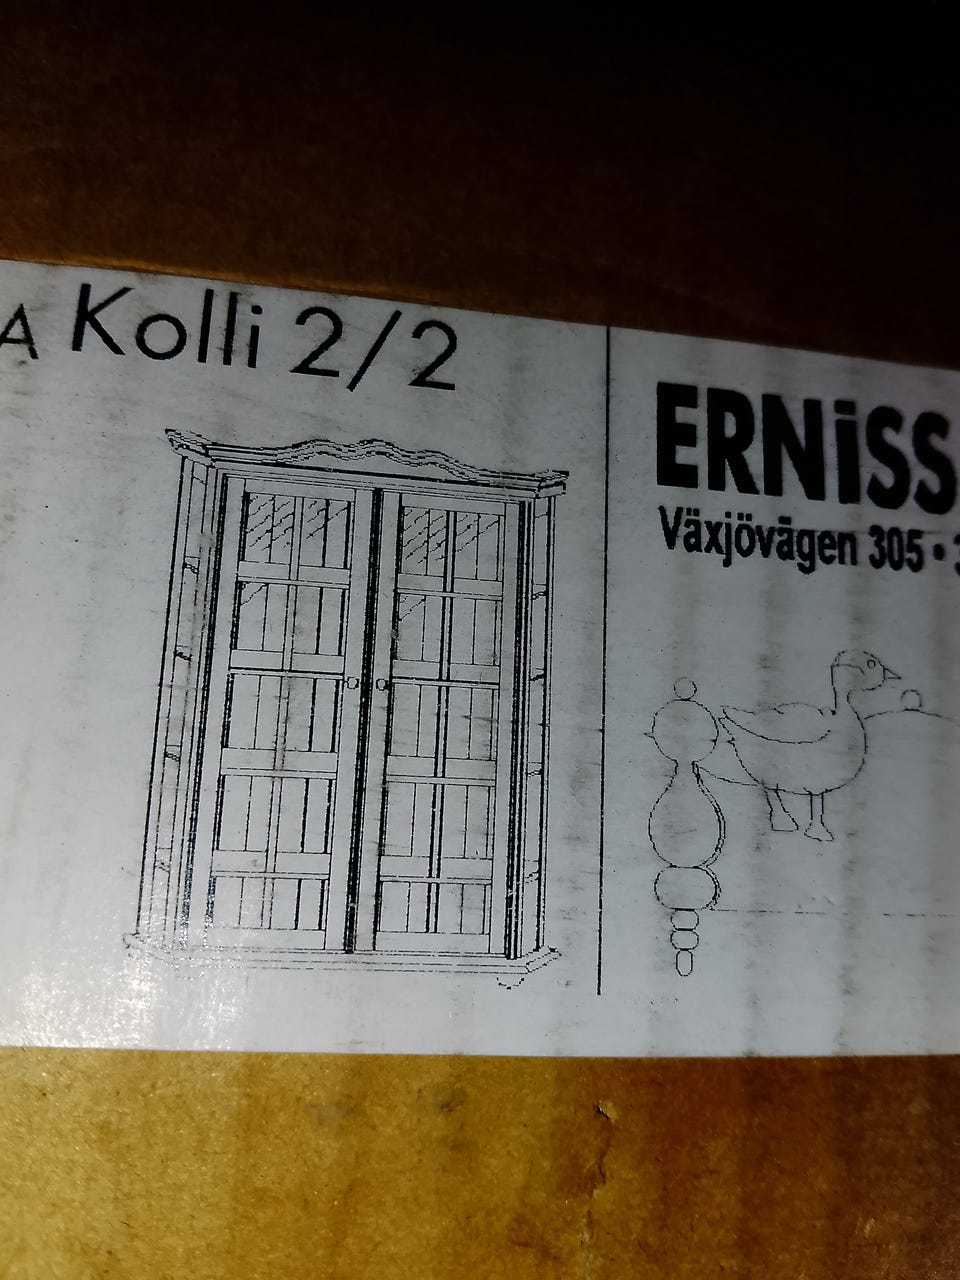 A Kolli 2/2
ERNiSS
Växjövägen 305 •